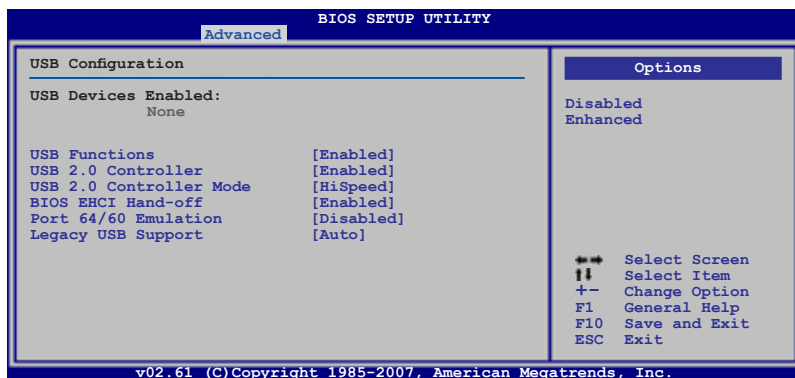 BIOS SETUP UTILITY
Advanced
USB Configuration
USB Devices Enabled:
None
USB Functions [Enabled]
USB 2.0 Controller [Enabled]
USB 2.0 Controller Mode [HiSpeed]
BIOS EHCI Hand-off [Enabled]
Port 64/60 Emulation [Disabled]
Legacy USB Support [Auto]
Options
Disabled
Enhanced
←→ Select Screen
↑↓ Select Item
+- Change Option
F1 General Help
F10 Save and Exit
ESC Exit
v02.61 (C)Copyright 1985-2007, American Megatrends, Inc.